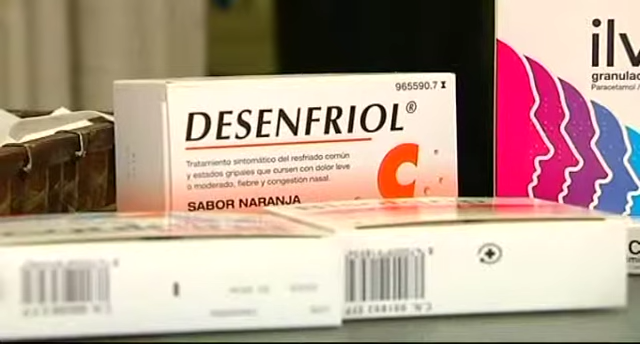 965590.7
DESENFRIOL®
Tratamiento sintomático del resfriado común
y estados gripales que cursen con dolor leve
o moderado, fiebre y congestión nasal.
C
SABOR NARANJA
ilv
granulad
Paracetamol /